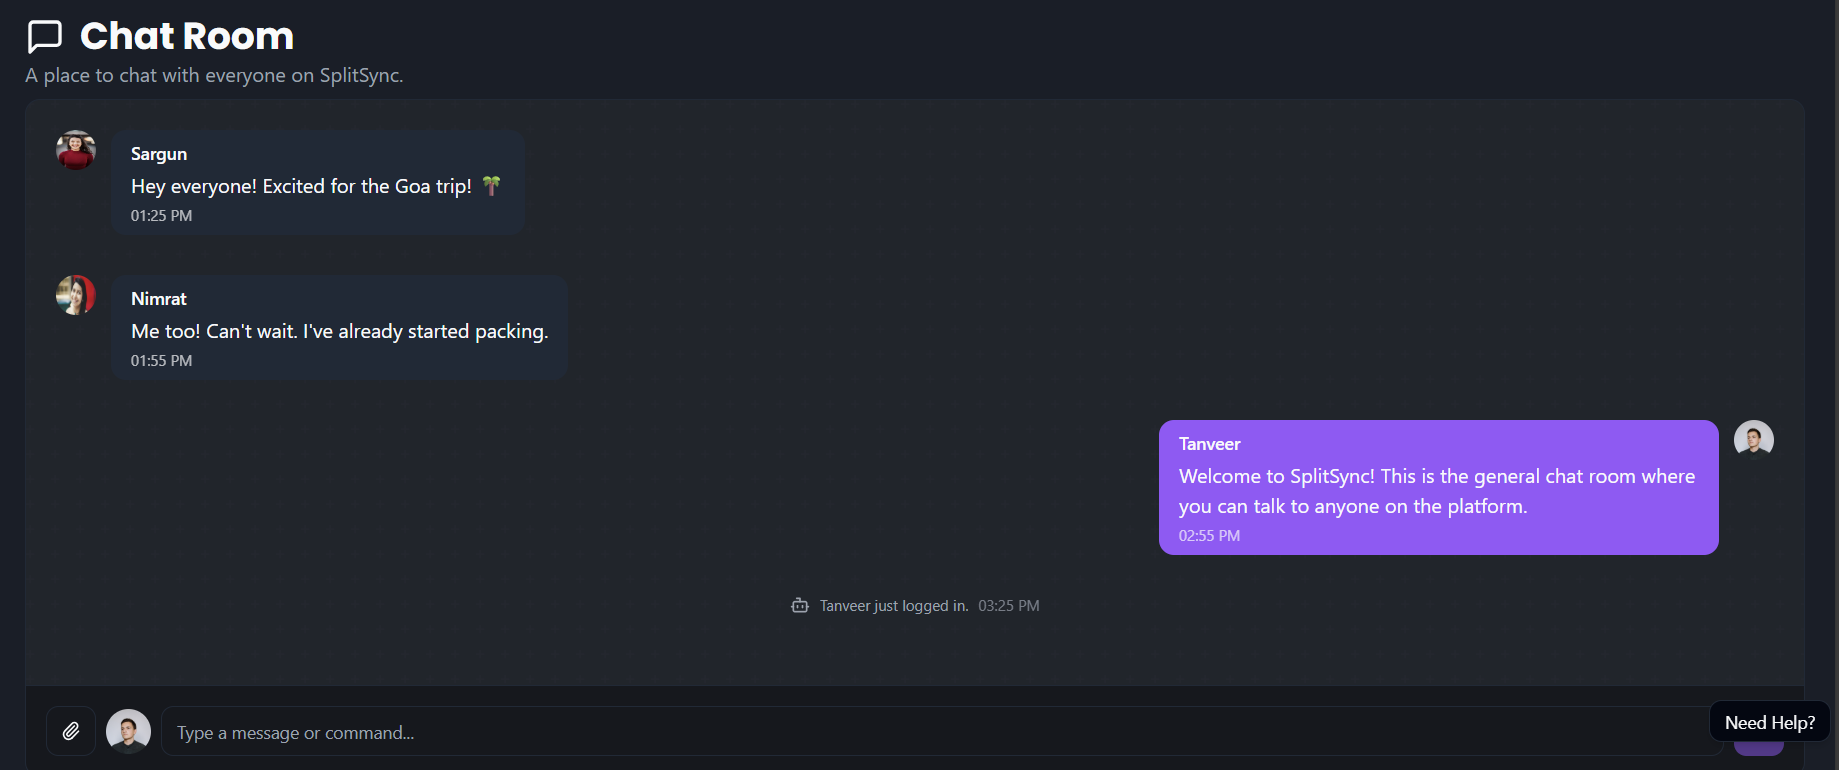 Chat Room
A place to chat with everyone on SplitSync.
Sargun
Hey everyone! Excited for the Goa trip! 🌴
01:25 PM
Nimrat
Me too! Can't wait. I've already started packing.
01:55 PM
Tanveer
Welcome to SplitSync! This is the general chat room where
you can talk to anyone on the platform.
02:55 PM
Tanveer just logged in. 03:25 PM
Type a message or command...
Need Help?